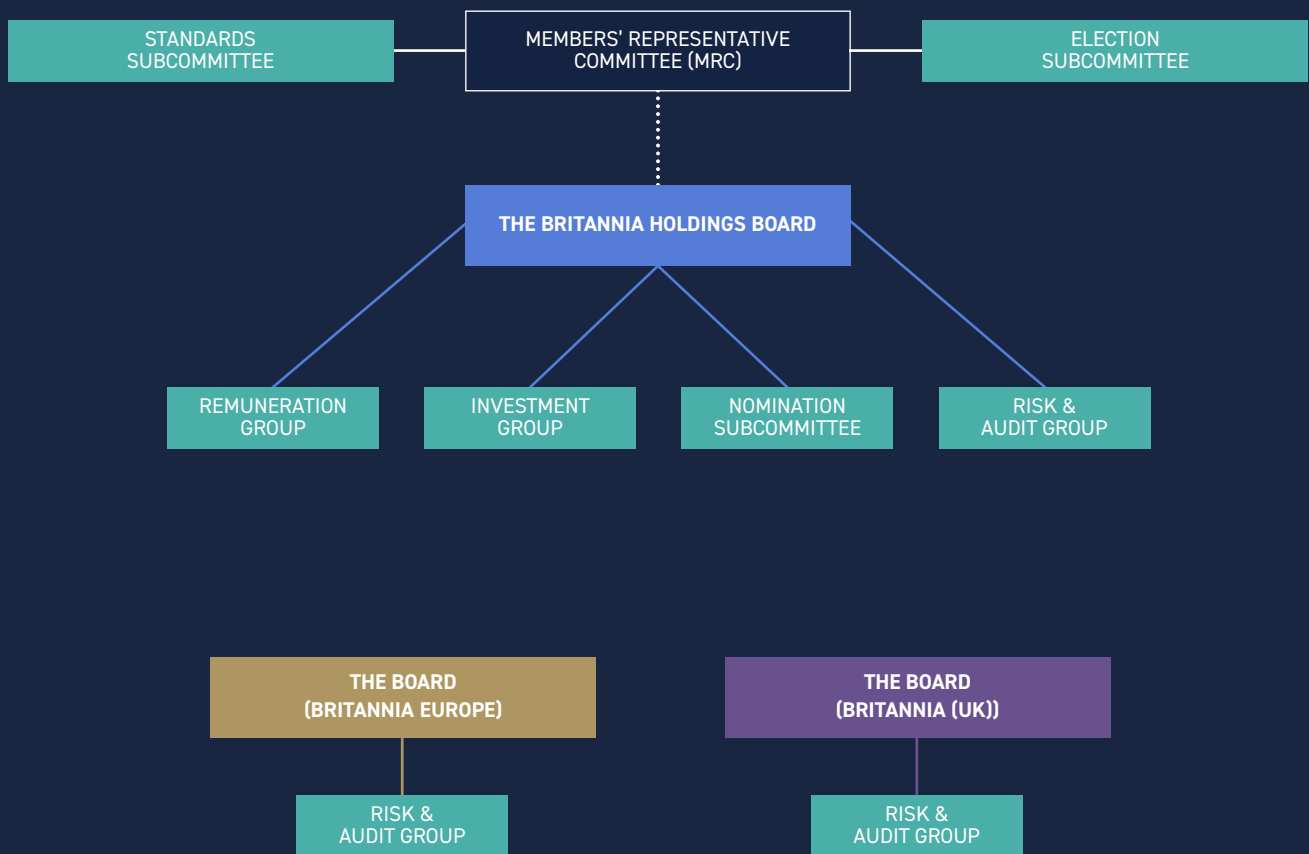 STANDARDS
SUBCOMMITTEE
MEMBERS’ REPRESENTATIVE
COMMITTEE (MRC)
ELECTION
SUBCOMMITTEE
THE BRITANNIA HOLDINGS BOARD
REMUNERATION
GROUP
INVESTMENT
GROUP
NOMINATION
SUBCOMMITTEE
RISK &
AUDIT GROUP
THE BOARD
(BRITANNIA EUROPE)
THE BOARD
(BRITANNIA (UK))
RISK &
AUDIT GROUP
RISK &
AUDIT GROUP